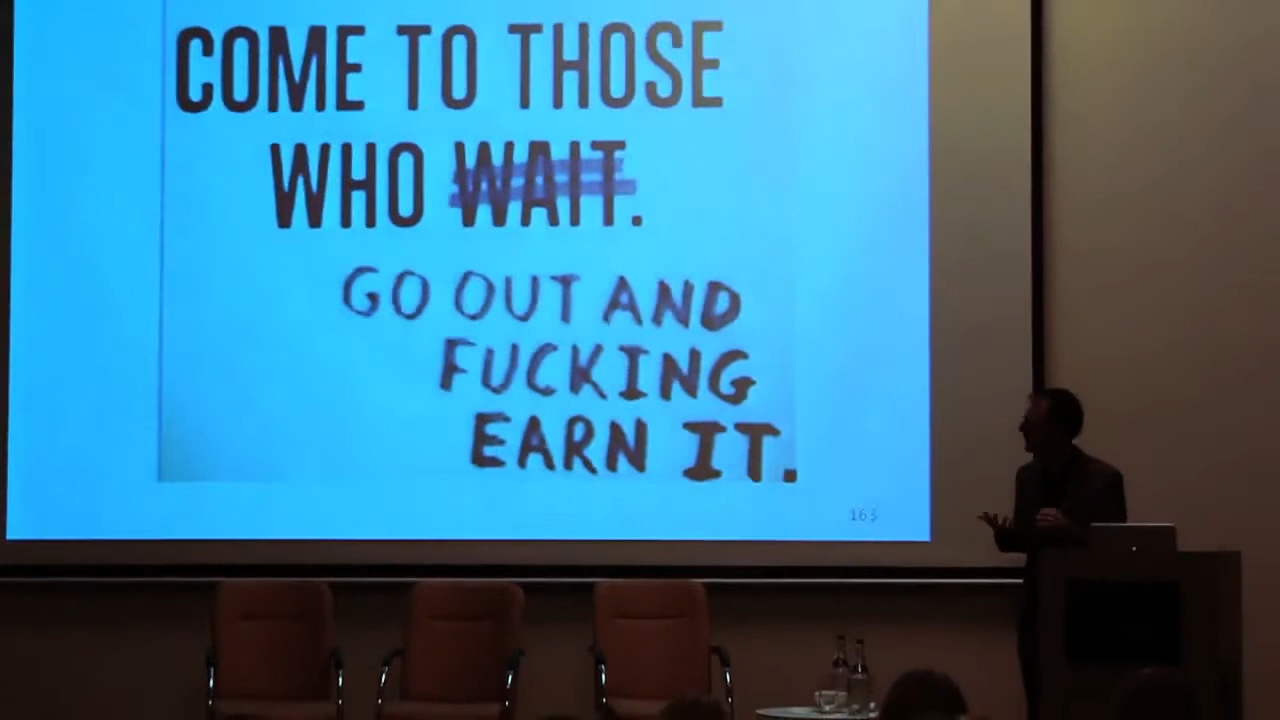 COME TO THOSE
WHO WAIT.
GO OUT AND
FUCKING
EARN IT.
163